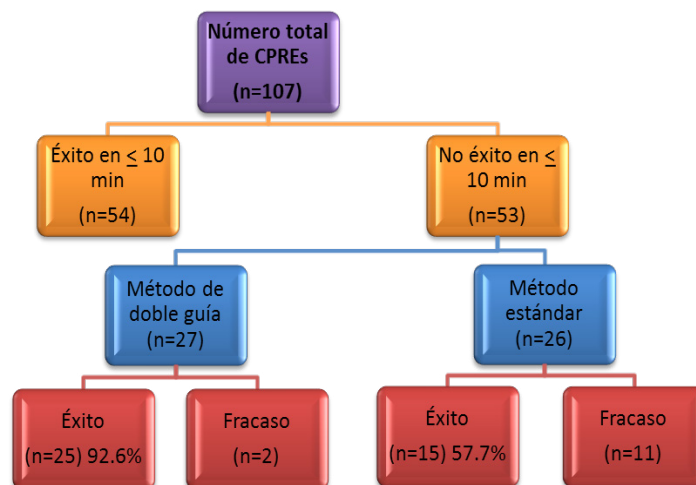 Número total
de CPREs
(n=107)
Éxito en ≤ 10
min
(n=54)
No éxito en ≤
10 min
(n=53)
Método de
doble guía
(n=27)
Método
estándar
(n=26)
Éxito
(n=25) 92.6%
Fracaso
(n=2)
Éxito
(n=15) 57.7%
Fracaso
(n=11)